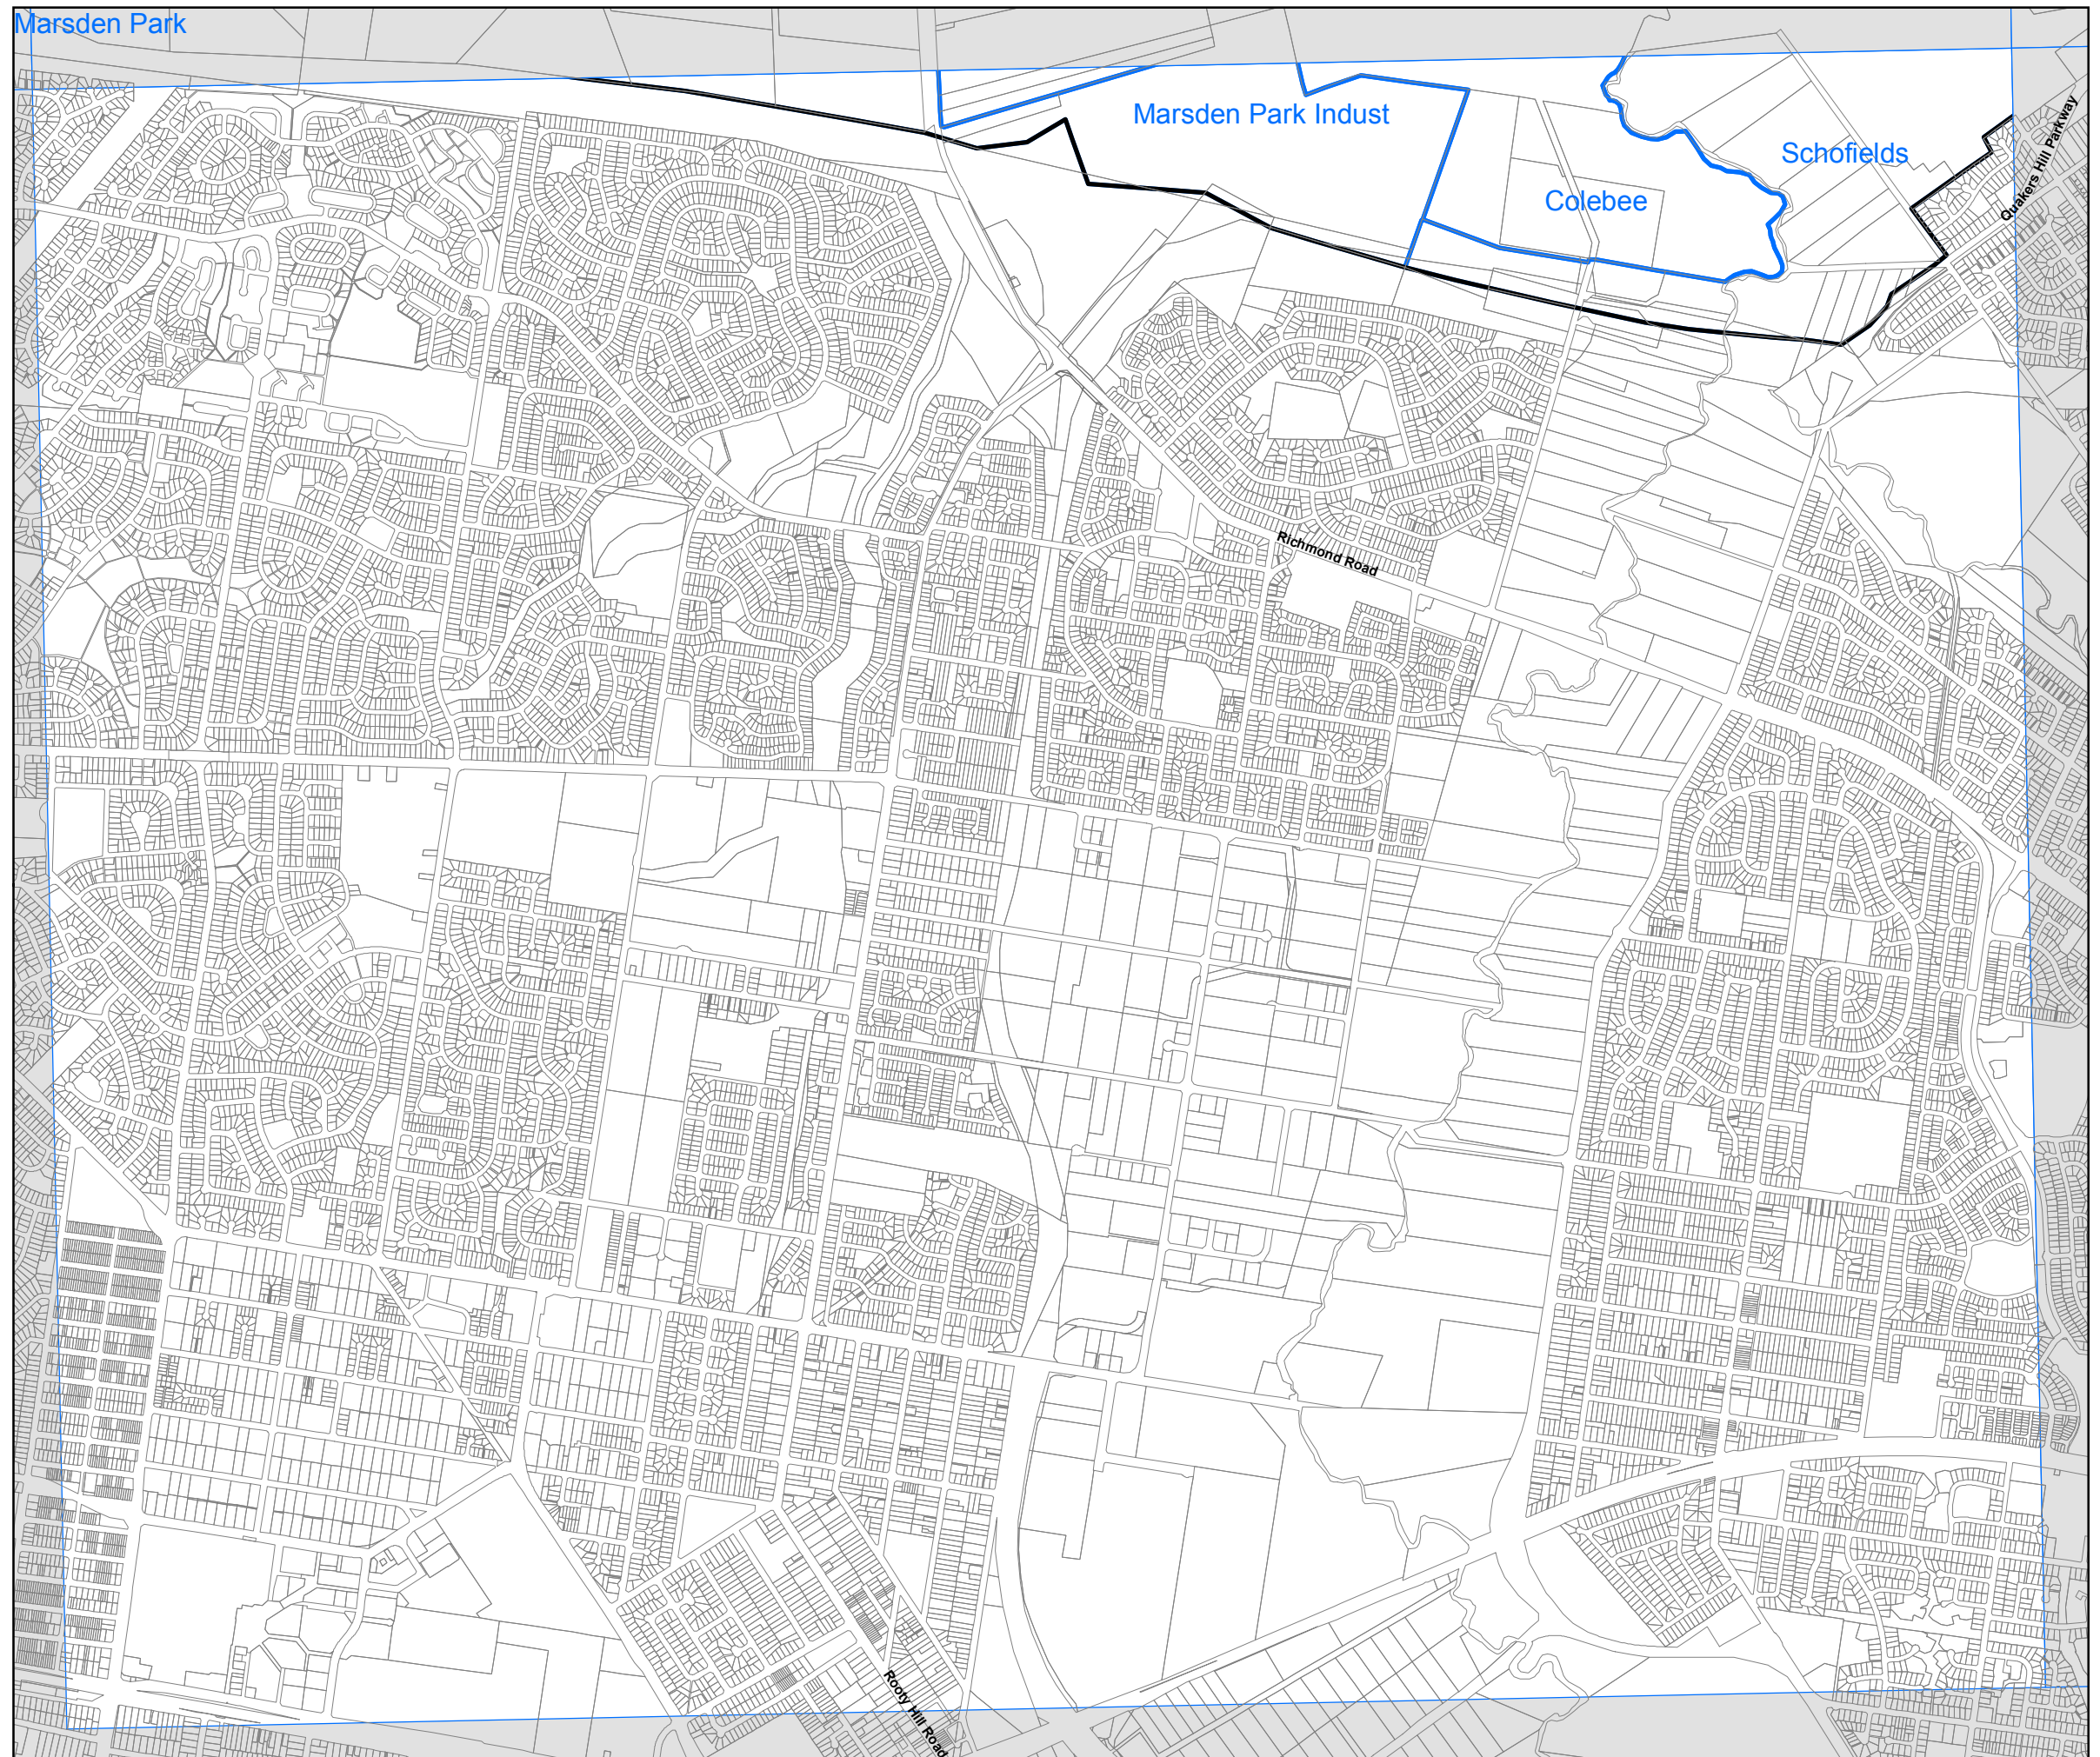 Marsden Park
Marsden Park Indust
Schofields
Colebee
Quakers Hill Parkway
Richmond Road
Rooty Hill Road